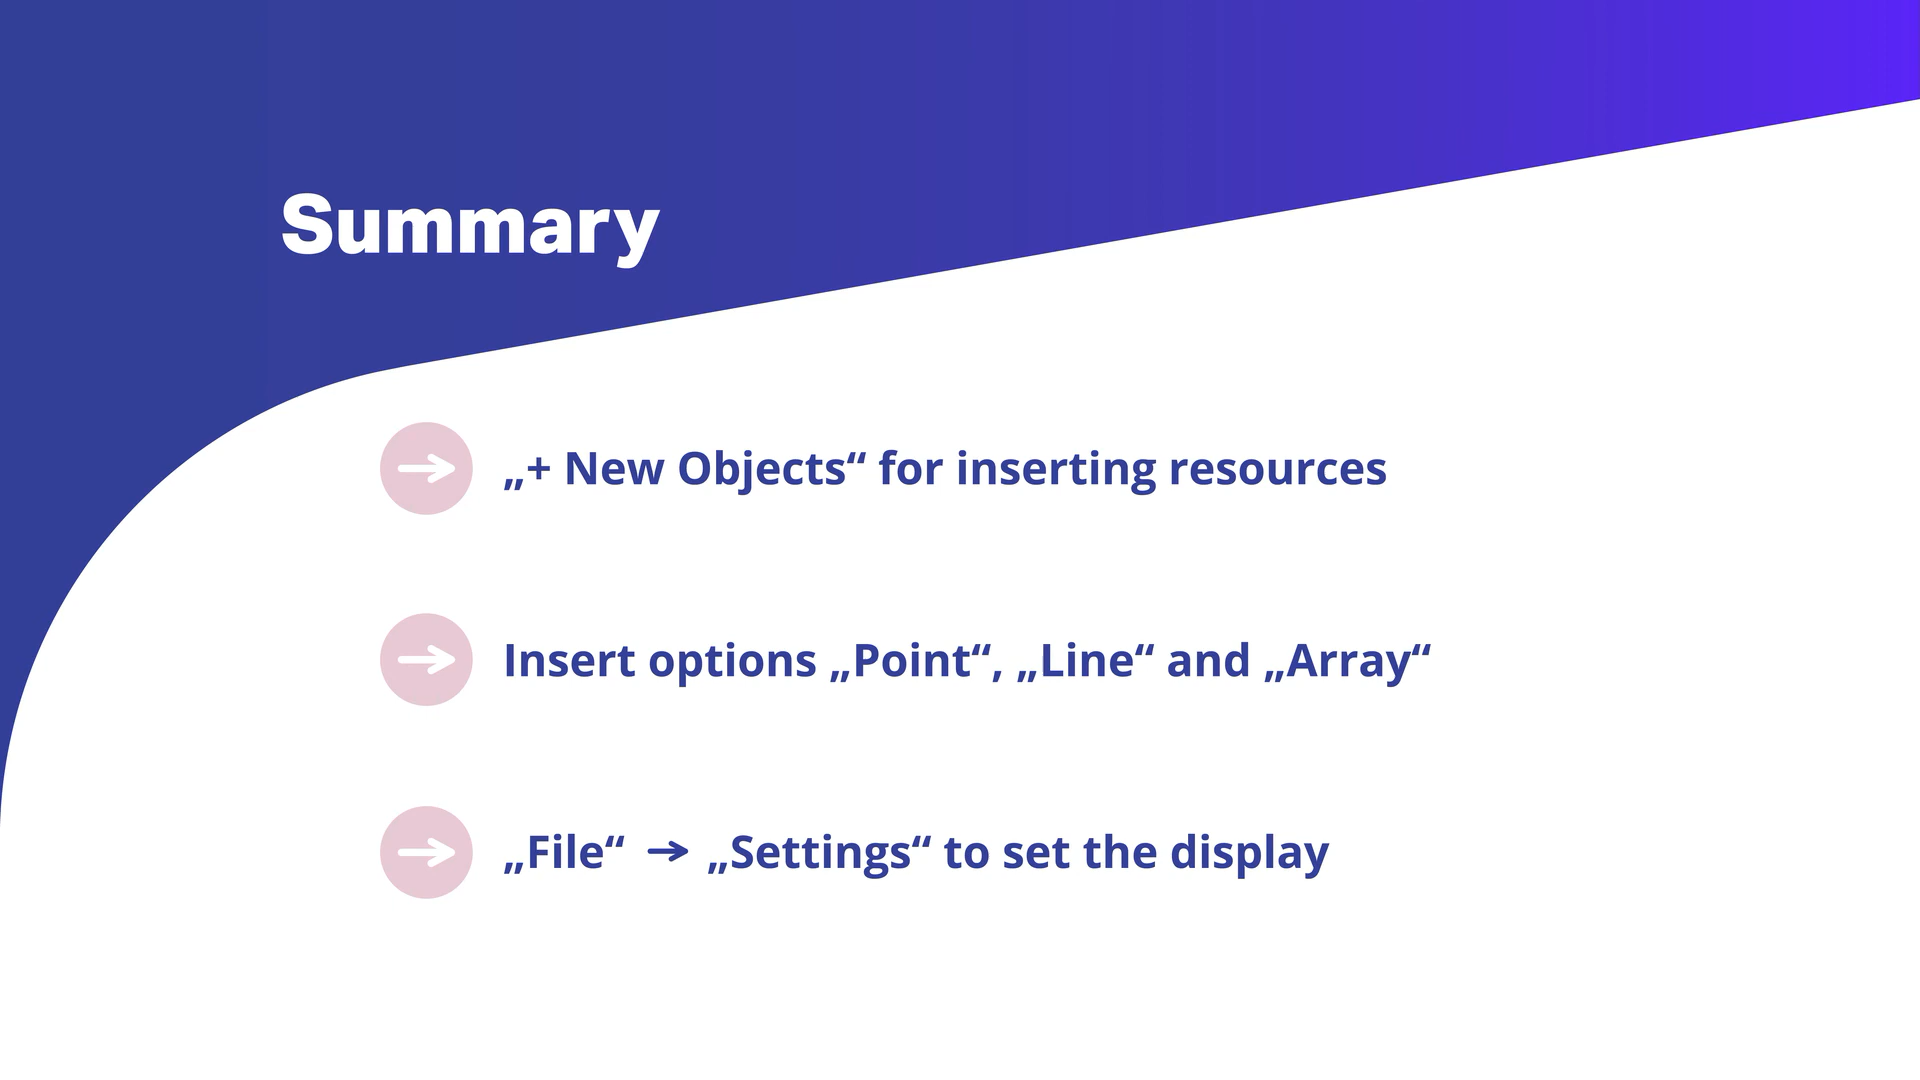 Summary
„+ New Objects“ for inserting resources
Insert options „Point“, „Line“ and „Array“
„File“ → „Settings“ to set the display